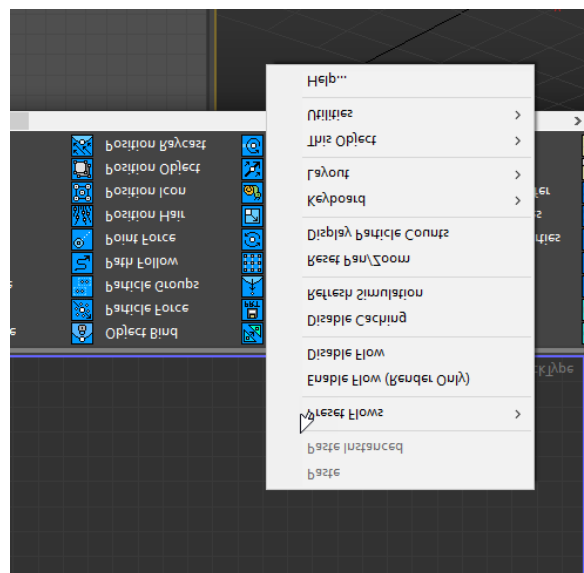 Paste
Paste Instanced
Preset Flows
Enable Flow (Render Only)
Disable Flow
Disable Caching
Refresh Simulation
Reset Pan/Zoom
Display Particle Counts
Keyboard
Layout
This Object
Utilities
Help...
ckType
Object Bind
Particle Force
Particle Groups
Path Follow
Point Force
Position Hair
Position Icon
Position Object
Position Raycast
rties